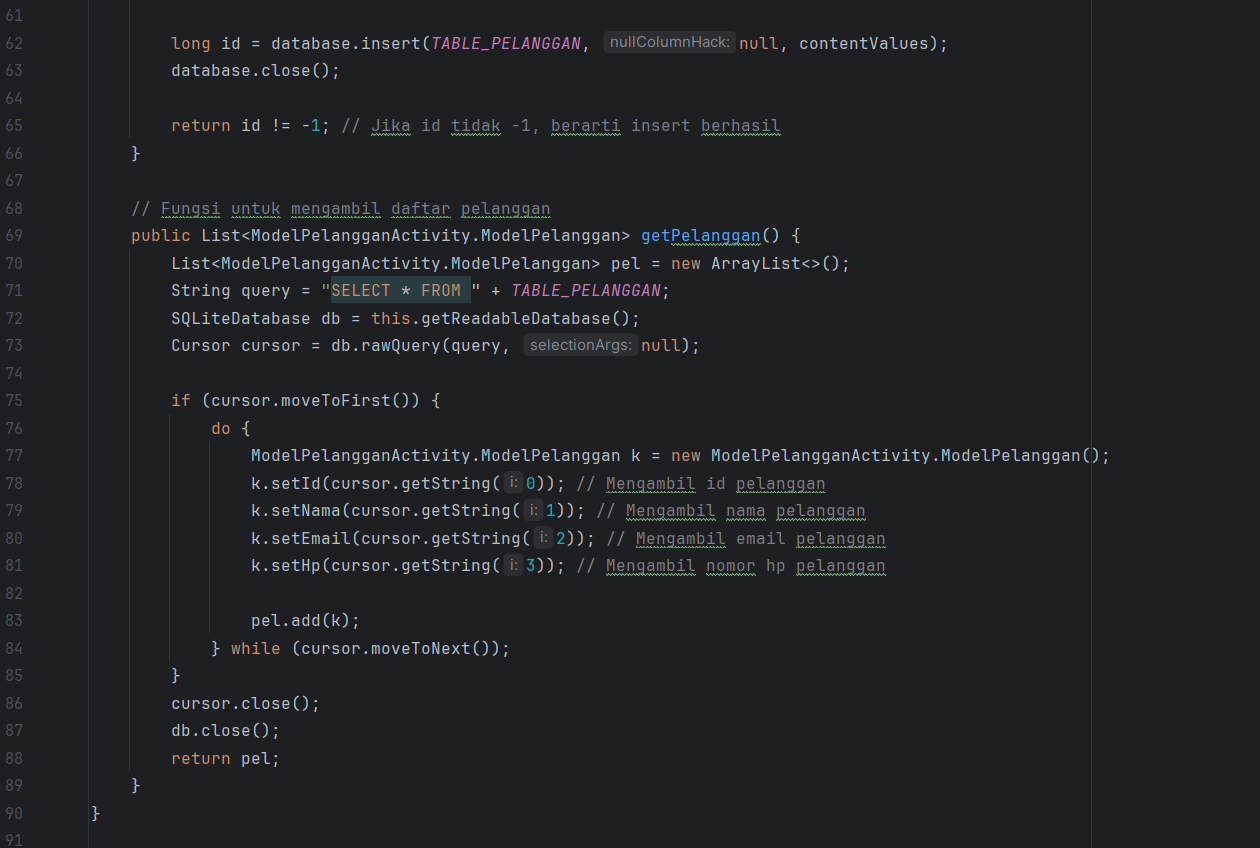 61
62 long id = database.insert(TABLE_PELANGGAN, nullColumnHack: null, contentValues);
63 database.close();
64
65 return id != -1; // Jika id tidak -1, berarti insert berhasil
66 }
67
68 // Fungsi untuk mengambil daftar pelanggan
69 public List<ModelPelangganActivity.ModelPelanggan> getPelanggan() {
70 List<ModelPelangganActivity.ModelPelanggan> pel = new ArrayList<>();
71 String query = "SELECT * FROM " + TABLE_PELANGGAN;
72 SQLiteDatabase db = this.getReadableDatabase();
73 Cursor cursor = db.rawQuery(query, selectionArgs: null);
74
75 if (cursor.moveToFirst()) {
76 do {
77 ModelPelangganActivity.ModelPelanggan k = new ModelPelangganActivity.ModelPelanggan();
78 k.setId(cursor.getString( i: 0)); // Mengambil id pelanggan
79 k.setNama(cursor.getString( i: 1)); // Mengambil nama pelanggan
80 k.setEmail(cursor.getString( i: 2)); // Mengambil email pelanggan
81 k.setHp(cursor.getString( i: 3)); // Mengambil nomor hp pelanggan
82
83 pel.add(k);
84 } while (cursor.moveToNext());
85 }
86 cursor.close();
87 db.close();
88 return pel;
89 }
90 }
91